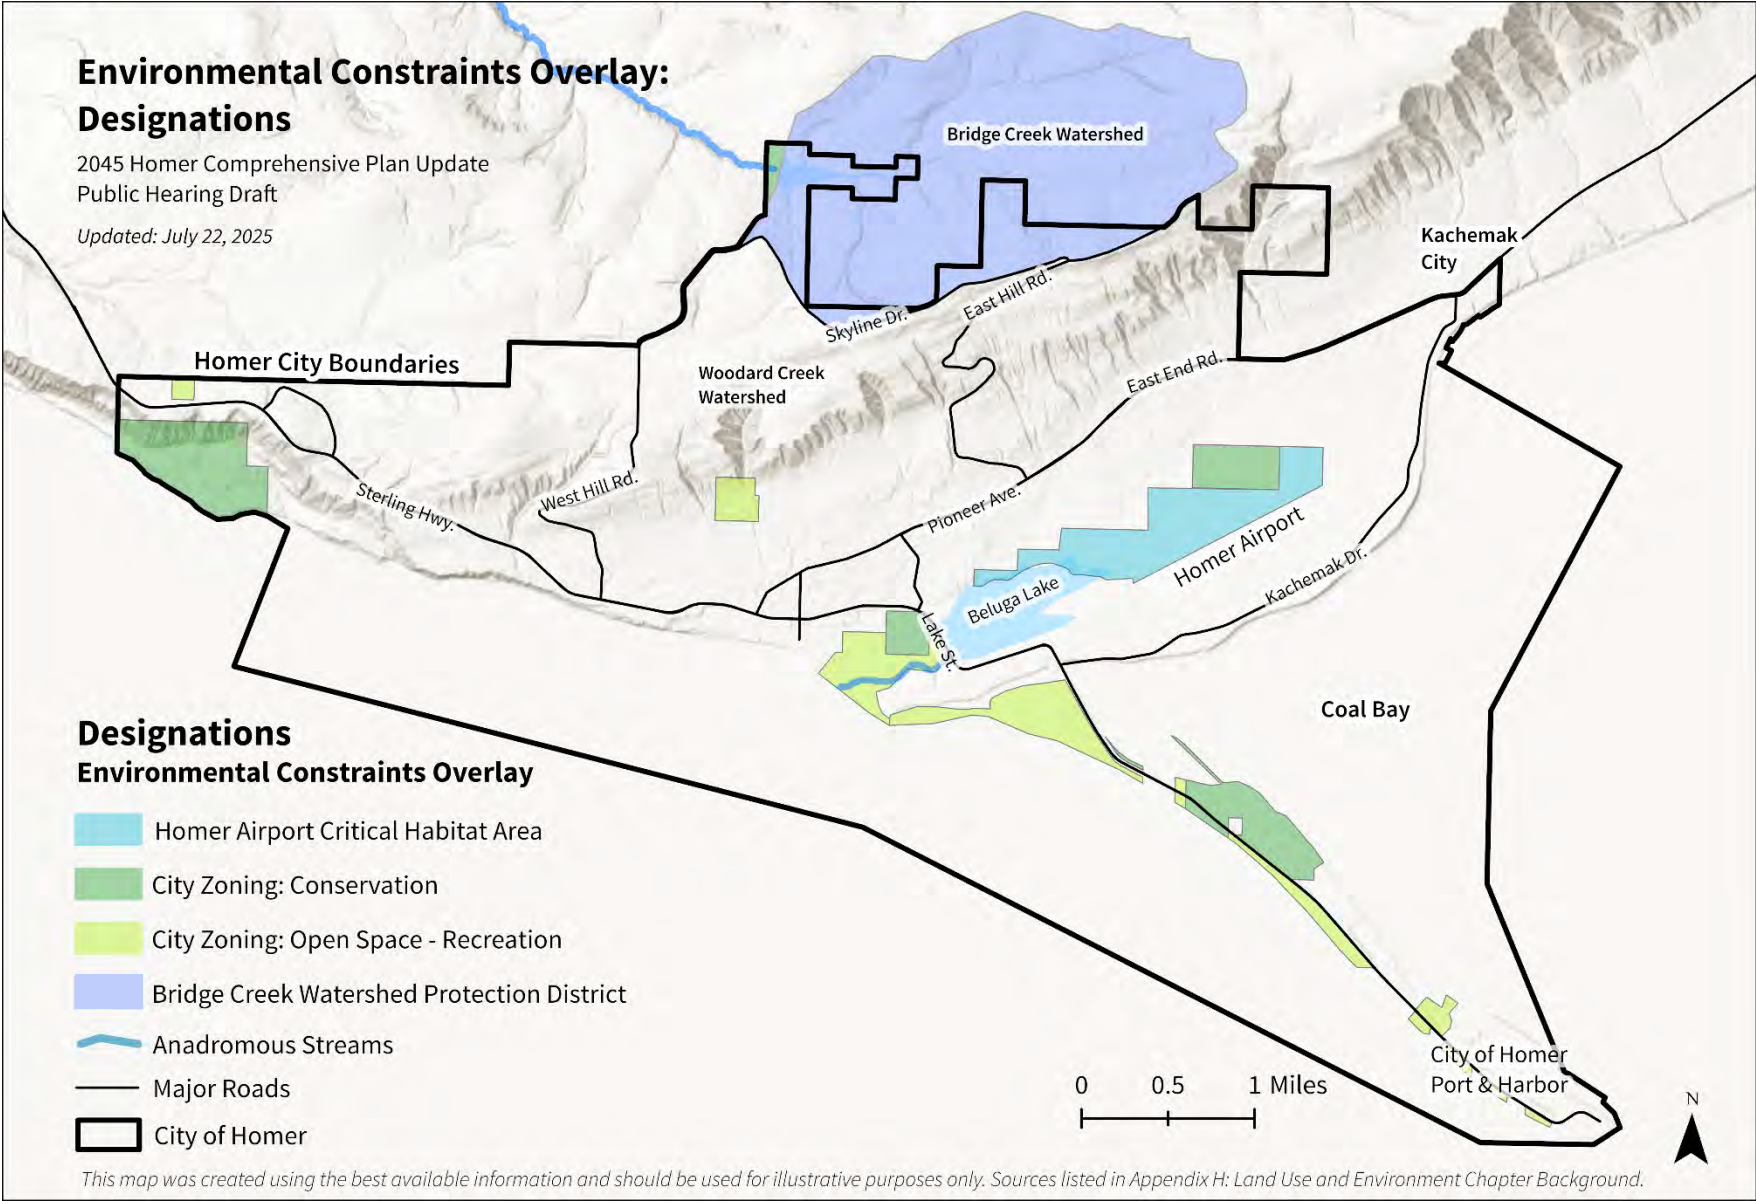 Environmental Constraints Overlay:
Designations
2045 Homer Comprehensive Plan Update
Public Hearing Draft
Updated: July 22, 2025
Bridge Creek Watershed
Kachemak
City
East Hill Rd.
Skyline Dr.
Homer City Boundaries
Woodard Creek
Watershed
East End Rd.
West Hill Rd.
Sterling Hwy.
Pioneer Ave.
Homer Airport
Kachemak Dr.
Beluga Lake
Lake St.
Coal Bay
Designations
Environmental Constraints Overlay
Homer Airport Critical Habitat Area
City Zoning: Conservation
City Zoning: Open Space - Recreation
Bridge Creek Watershed Protection District
Anadromous Streams
Major Roads
City of Homer
City of Homer
Port & Harbor
0 0.5 1 Miles
N
This map was created using the best available information and should be used for illustrative purposes only. Sources listed in Appendix H: Land Use and Environment Chapter Background.